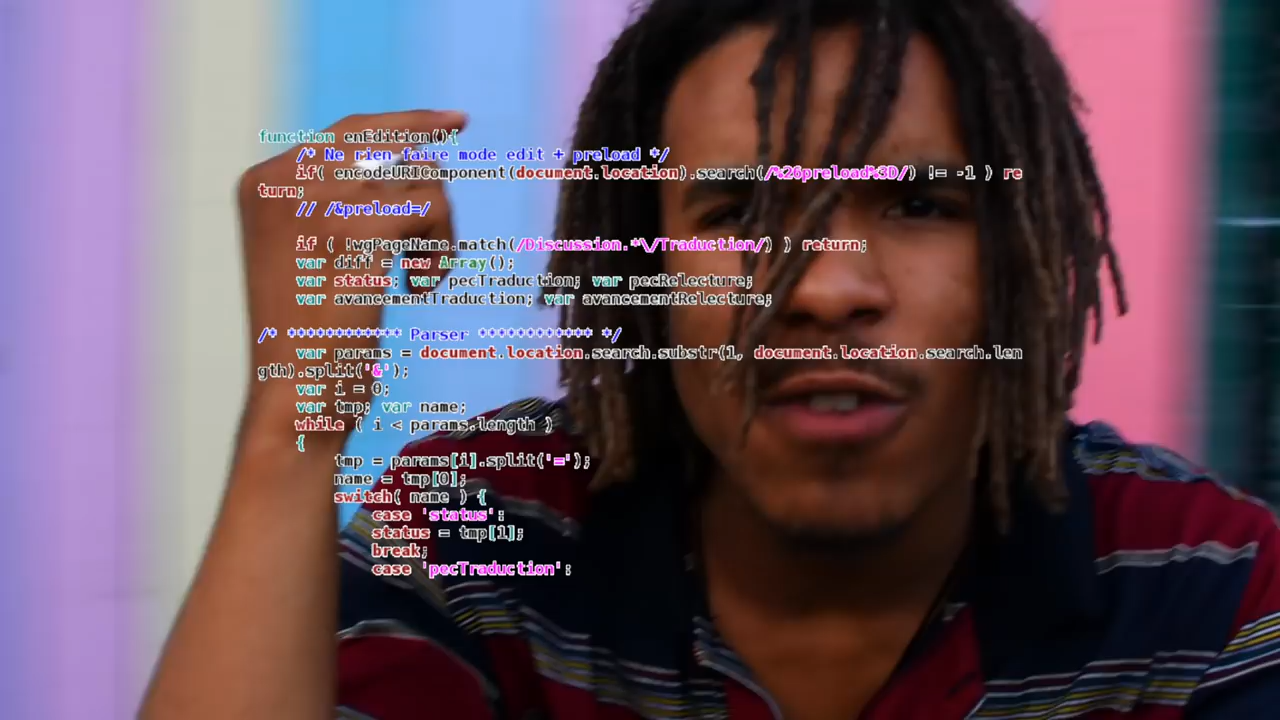 function enEdition(){
/* Ne rien faire mode edit + preload */
if( encodeURIComponent(document.location).search(/%26preload%3D/) != -1 ) re
turn;
// /&preload=/
if ( !wgPageName.match(/Discussion.*\/Traduction/) ) return;
var diff = new Array();
var status; var pecTraduction; var pecRelecture;
var avancementTraduction; var avancementRelecture;
/* ************ Parser ************ */
var params = document.location.search.substr(1, document.location.search.len
gth).split('&');
var i = 0;
var tmp; var name;
while ( i < params.length )
{
tmp = params[i].split('=');
name = tmp[0];
switch( name ) {
case 'status':
status = tmp[1];
break;
case 'pecTraduction':